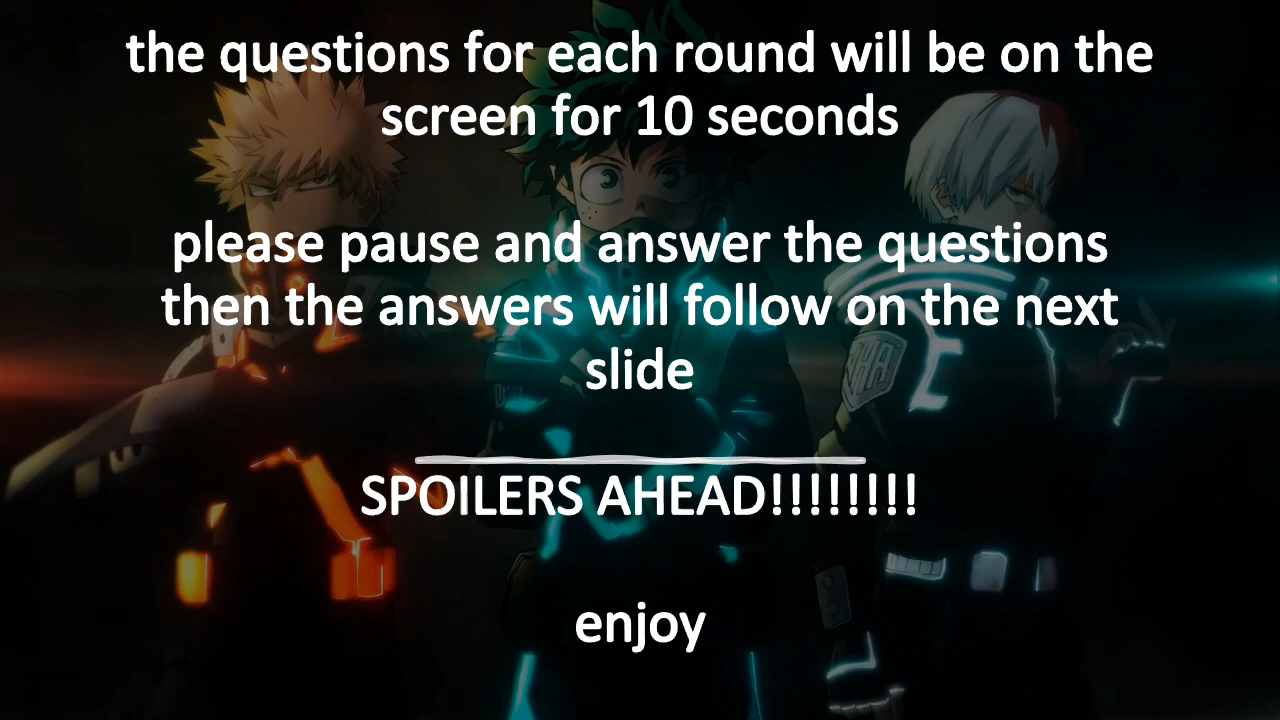 the questions for each round will be on the
screen for 10 seconds
please pause and answer the questions
then the answers will follow on the next
slide
SPOILERS AHEAD!!!!!!!!
enjoy